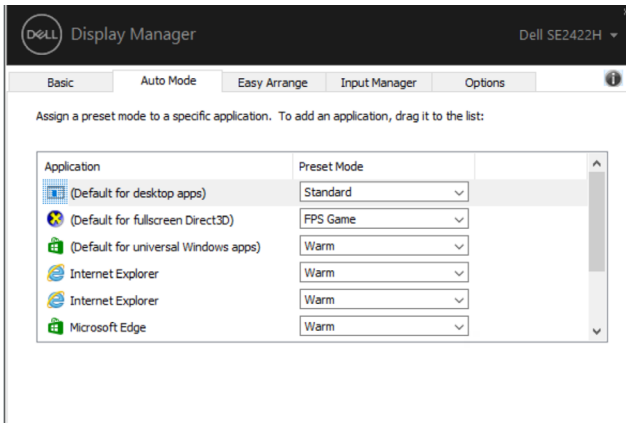 DELL Display Manager Dell SE2422H
Basic Auto Mode Easy Arrange Input Manager Options
Assign a preset mode to a specific application. To add an application, drag it to the list:
Application Preset Mode
(Default for desktop apps) Standard
(Default for fullscreen Direct3D) FPS Game
(Default for universal Windows apps) Warm
Internet Explorer Warm
Internet Explorer Warm
Microsoft Edge Warm